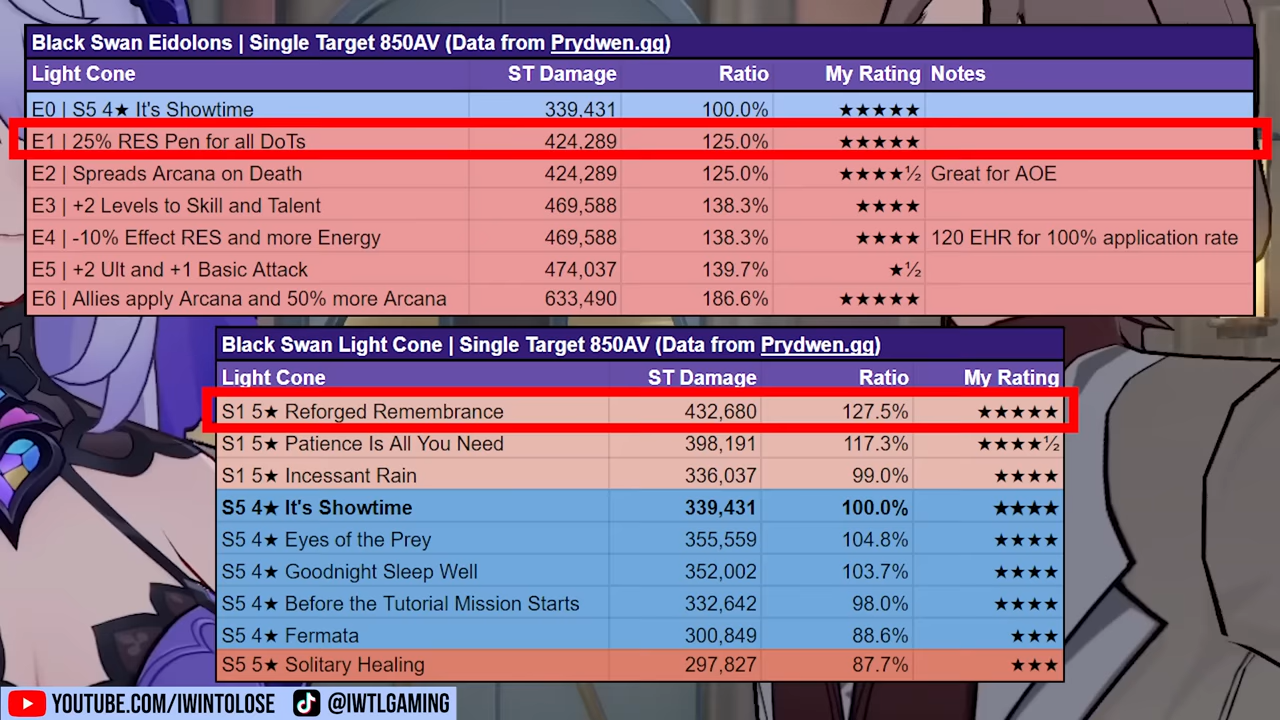 Black Swan Eidolons | Single Target 850AV (Data from Prydwen.gg)
Light Cone ST Damage Ratio My Rating Notes
E0 | S5 4★ It's Showtime 339,431 100.0% ★★★★★
E1 | 25% RES Pen for all DoTs 424,289 125.0% ★★★★★
E2 | Spreads Arcana on Death 424,289 125.0% ★★★★½ Great for AOE
E3 | +2 Levels to Skill and Talent 469,588 138.3% ★★★★
E4 | -10% Effect RES and more Energy 469,588 138.3% ★★★★ 120 EHR for 100% application rate
E5 | +2 Ult and +1 Basic Attack 474,037 139.7% ★½
E6 | Allies apply Arcana and 50% more Arcana 633,490 186.6% ★★★★★
Black Swan Light Cone | Single Target 850AV (Data from Prydwen.gg)
Light Cone ST Damage Ratio My Rating
S1 5★ Reforged Remembrance 432,680 127.5% ★★★★★
S1 5★ Patience Is All You Need 398,191 117.3% ★★★★½
S1 5★ Incessant Rain 336,037 99.0% ★★★★
S5 4★ It's Showtime 339,431 100.0% ★★★★
S5 4★ Eyes of the Prey 355,559 104.8% ★★★★
S5 4★ Goodnight Sleep Well 352,002 103.7% ★★★★
S5 4★ Before the Tutorial Mission Starts 332,642 98.0% ★★★★
S5 4★ Fermata 300,849 88.6% ★★★
S5 5★ Solitary Healing 297,827 87.7% ★★★
YOUTUBE.COM/IWINTOLOSE @IWTLGAMING